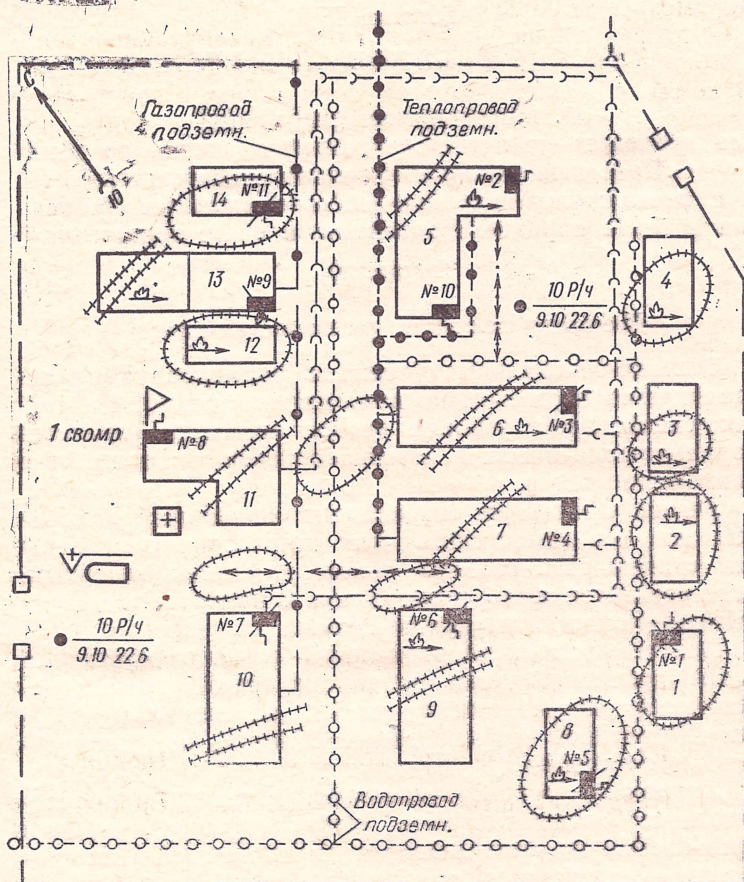 С
Ю
Газопровод
подземн.
Теплопровод
подземн.
14
№11
№2
5
13
№9
№10
10 Р/ч
9.10 22.6
4
12
1 свомр
№8
11
6
№3
3
7
№4
2
10 Р/ч
9.10 22.6
№7
10
№6
9
№1
1
8
№5
Водопровод
подземн.